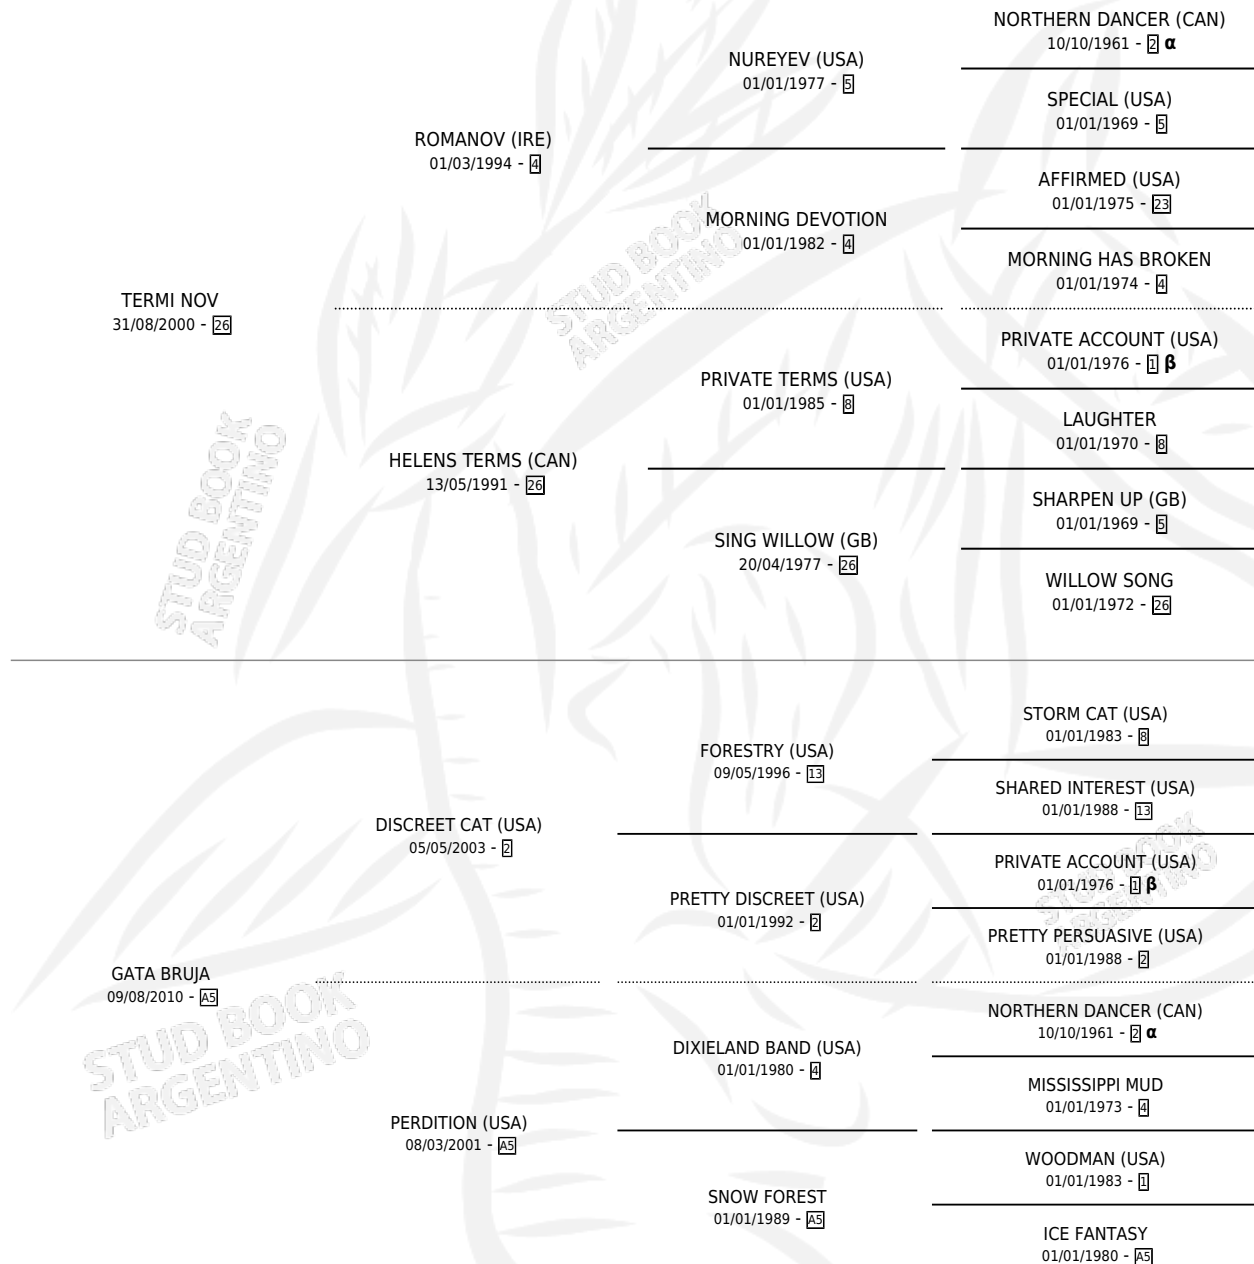 NORTHERN DANCER (CAN)
10/10/1961 - 2 α
NUREYEV (USA)
01/01/1977 - 5
SPECIAL (USA)
01/01/1969 - 5
ROMANOV (IRE)
01/03/1994 - 4
AFFIRMED (USA)
01/01/1975 - 23
MORNING DEVOTION
01/01/1982 - 4
MORNING HAS BROKEN
01/01/1974 - 4
TERMI NOV
31/08/2000 - 26
PRIVATE ACCOUNT (USA)
01/01/1976 - 1 β
PRIVATE TERMS (USA)
01/01/1985 - 8
LAUGHTER
01/01/1970 - 8
HELENS TERMS (CAN)
13/05/1991 - 26
SHARPEN UP (GB)
01/01/1969 - 5
SING WILLOW (GB)
20/04/1977 - 26
WILLOW SONG
01/01/1972 - 26
STORM CAT (USA)
01/01/1983 - 8
FORESTRY (USA)
09/05/1996 - 13
SHARED INTEREST (USA)
01/01/1988 - 13
DISCREET CAT (USA)
05/05/2003 - 2
PRIVATE ACCOUNT (USA)
01/01/1976 - 1 β
PRETTY DISCREET (USA)
01/01/1992 - 2
PRETTY PERSUASIVE (USA)
01/01/1988 - 2
GATA BRUJA
09/08/2010 - A5
NORTHERN DANCER (CAN)
10/10/1961 - 2 α
DIXIELAND BAND (USA)
01/01/1980 - 4
MISSISSIPPI MUD
01/01/1973 - 4
PERDITION (USA)
08/03/2001 - A5
WOODMAN (USA)
01/01/1983 - 1
SNOW FOREST
01/01/1989 - A5
ICE FANTASY
01/01/1980 - A5
STUD BOOK
ARGENTINO
STUD BOOK
ARGENTINO
STUD BOOK
ARGENTINO
STUD BOOK
ARGENTINO